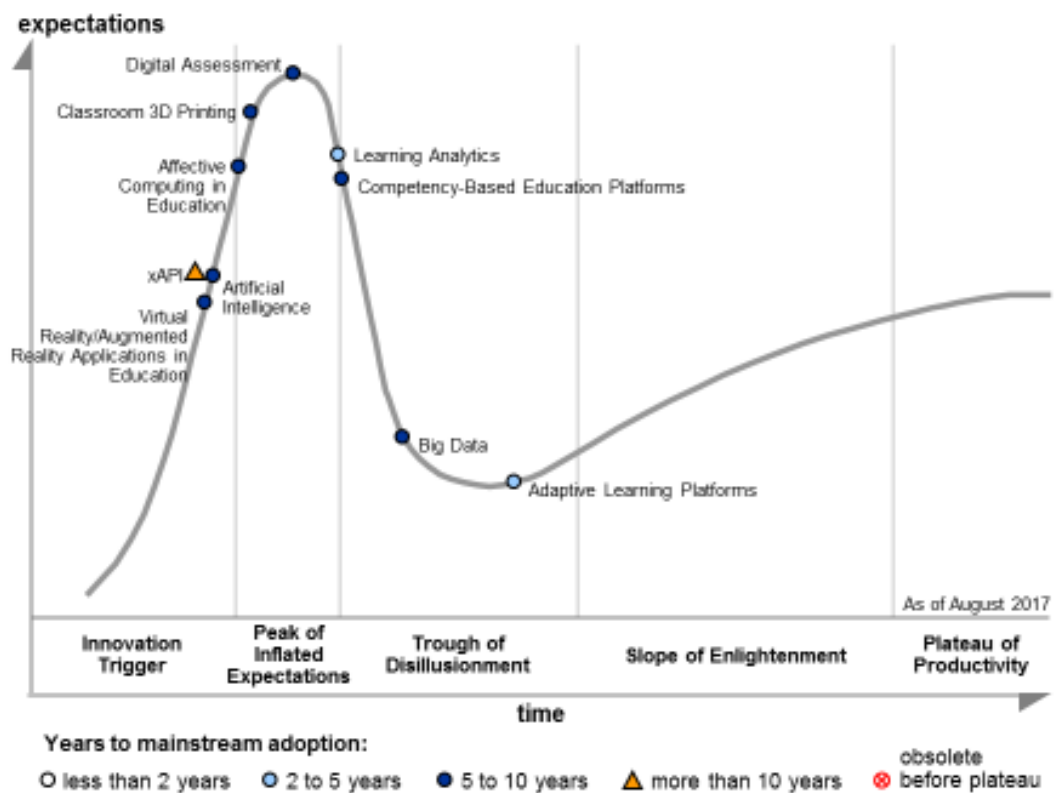 expectations
Digital Assessment
Classroom 3D Printing
Affective
Computing in
Education
Learning Analytics
Competency-Based Education Platforms
xAPI
Artificial
Intelligence
Virtual
Reality/Augmented
Reality Applications in
Education
Big Data
Adaptive Learning Platforms
As of August 2017
Innovation
Trigger
Peak of
Inflated
Expectations
Trough of
Disillusionment
Slope of Enlightenment
Plateau of
Productivity
time
Years to mainstream adoption:
less than 2 years
2 to 5 years
5 to 10 years
more than 10 years
obsolete
before plateau